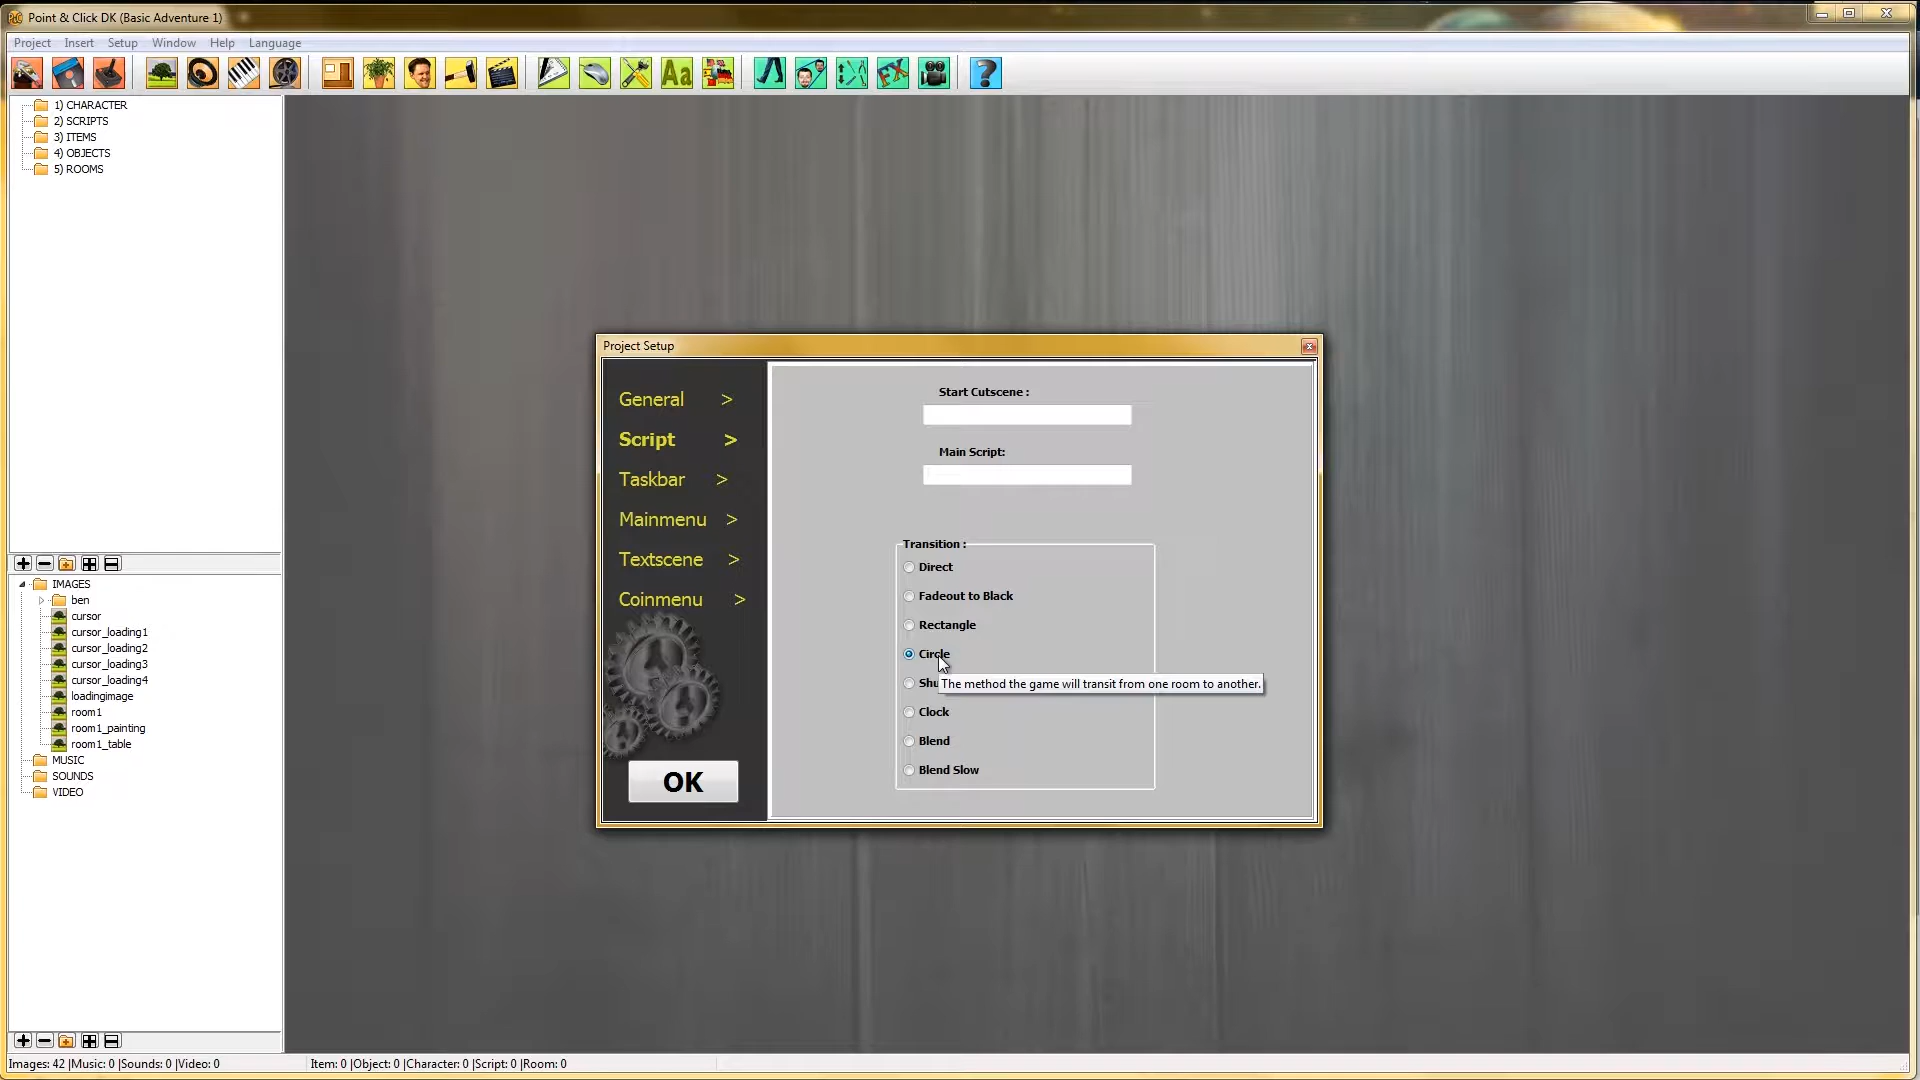 Point & Click DK (Basic Adventure 1)
Project Insert Setup Window Help Language
Aa FX ?
1) CHARACTER
2) SCRIPTS
3) ITEMS
4) OBJECTS
5) ROOMS
Project Setup
General >
Script >
Taskbar >
Mainmenu >
Textscene >
Coinmenu >
OK
Start Cutscene :
Main Script:
Transition :
Direct
Fadeout to Black
Rectangle
Circle
Shu
The method the game will transit from one room to another.
Clock
Blend
Blend Slow
IMAGES
ben
cursor
cursor_loading1
cursor_loading2
cursor_loading3
cursor_loading4
loadingimage
room1
room1_painting
room1_table
MUSIC
SOUNDS
VIDEO
Images: 42 |Music: 0 |Sounds: 0 |Video: 0 Item: 0 |Object: 0 |Character: 0 |Script: 0 |Room: 0